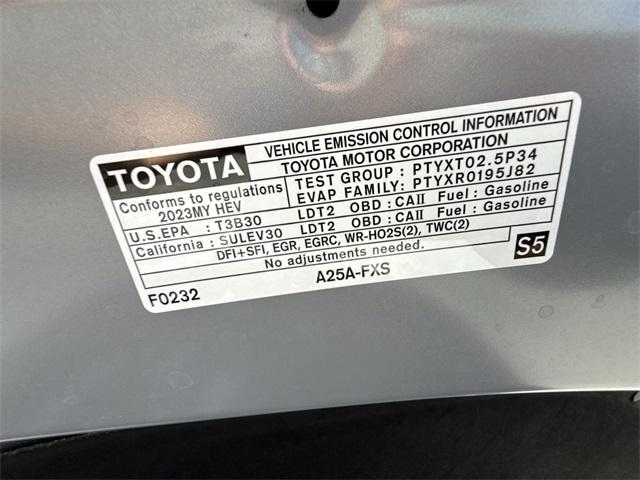 TOYOTA
VEHICLE EMISSION CONTROL INFORMATION
TOYOTA MOTOR CORPORATION
Conforms to regulations
2023MY HEV
TEST GROUP : PTYXT02.5P34
EVAP FAMILY: PTYXR0195J82
U.S.EPA : T3B30 LDT2 OBD : CAII Fuel : Gasoline
California : SULEV30 LDT2 OBD : CAII Fuel : Gasoline
DFI+SFI, EGR, EGRC, WR-HO2S(2), TWC(2)
No adjustments needed.
S5
F0232
A25A-FXS